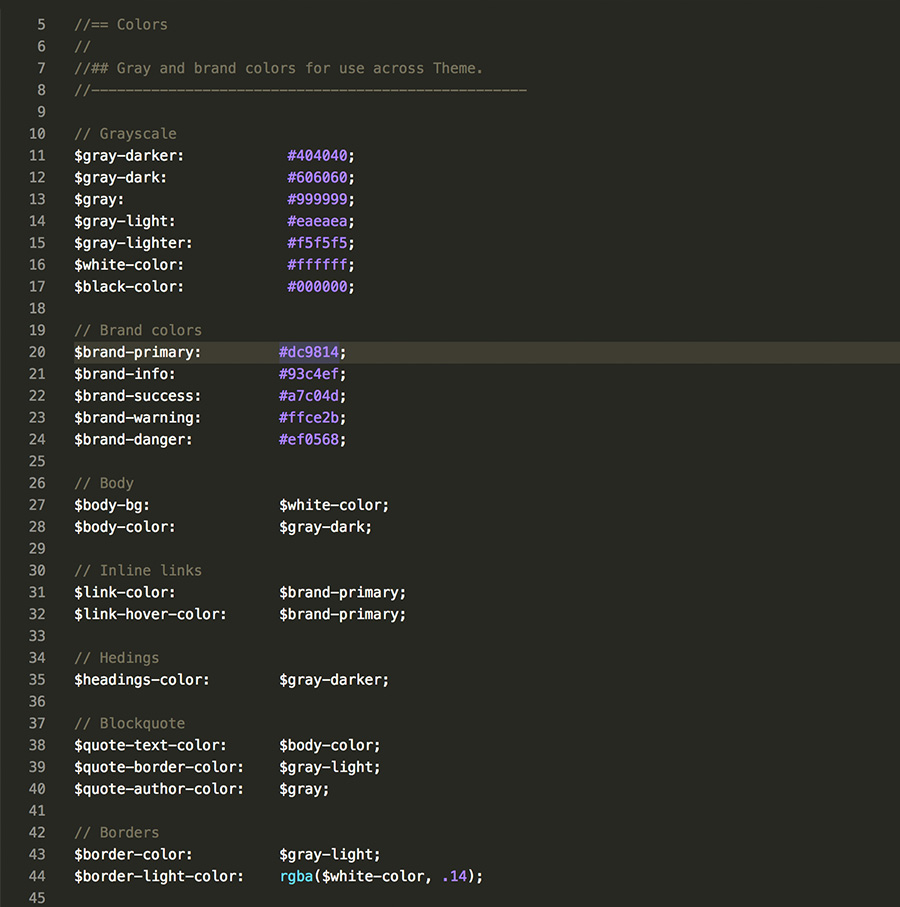 5 //== Colors
6 //
7 //## Gray and brand colors for use across Theme.
8 //---------------------------------------------------
9
10 // Grayscale
11 $gray-darker: #404040;
12 $gray-dark: #606060;
13 $gray: #999999;
14 $gray-light: #eaeaea;
15 $gray-lighter: #f5f5f5;
16 $white-color: #ffffff;
17 $black-color: #000000;
18
19 // Brand colors
20 $brand-primary: #dc9814;
21 $brand-info: #93c4ef;
22 $brand-success: #a7c04d;
23 $brand-warning: #ffce2b;
24 $brand-danger: #ef0568;
25
26 // Body
27 $body-bg: $white-color;
28 $body-color: $gray-dark;
29
30 // Inline links
31 $link-color: $brand-primary;
32 $link-hover-color: $brand-primary;
33
34 // Hedings
35 $headings-color: $gray-darker;
36
37 // Blockquote
38 $quote-text-color: $body-color;
39 $quote-border-color: $gray-light;
40 $quote-author-color: $gray;
41
42 // Borders
43 $border-color: $gray-light;
44 $border-light-color: rgba($white-color, .14);
45